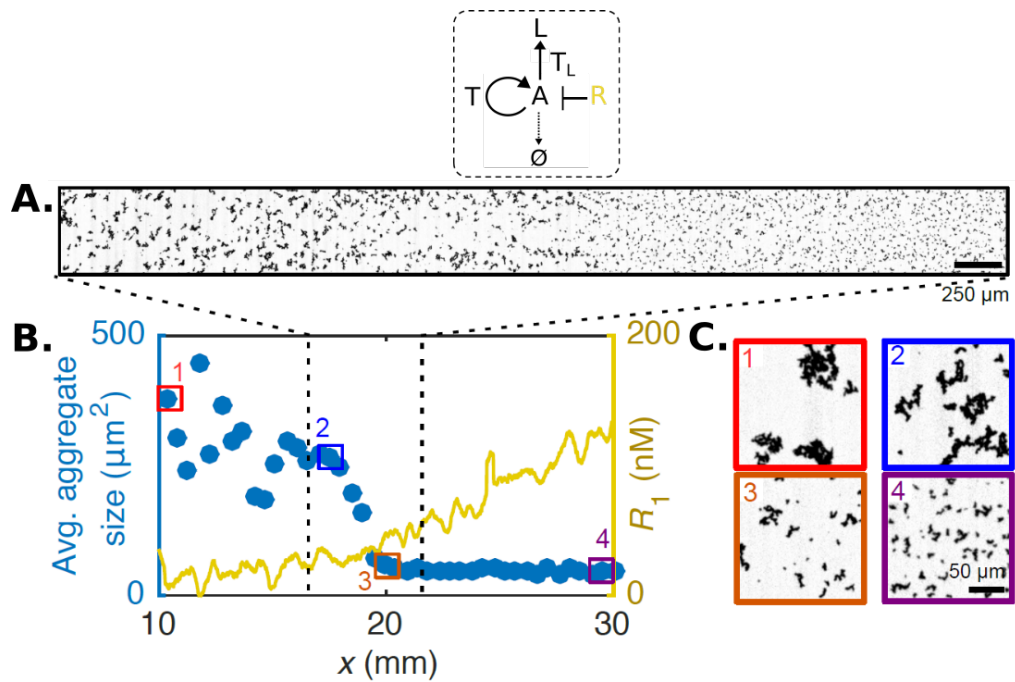 L
T_L
T A R
Ø
A.
250 µm
B.
500
200
C.
Avg. aggregate
size (µm²)
R₁ (nM)
1
2
3
4
0
0
10
20
30
x (mm)
1
2
3
4
50 µm